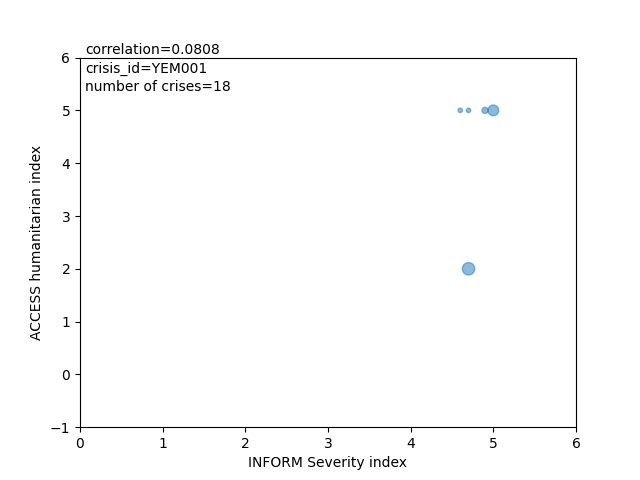 correlation=0.0808
crisis_id=YEM001
number of crises=18
6
5
4
3
2
1
0
−1
ACCESS humanitarian index
0 1 2 3 4 5 6
INFORM Severity index